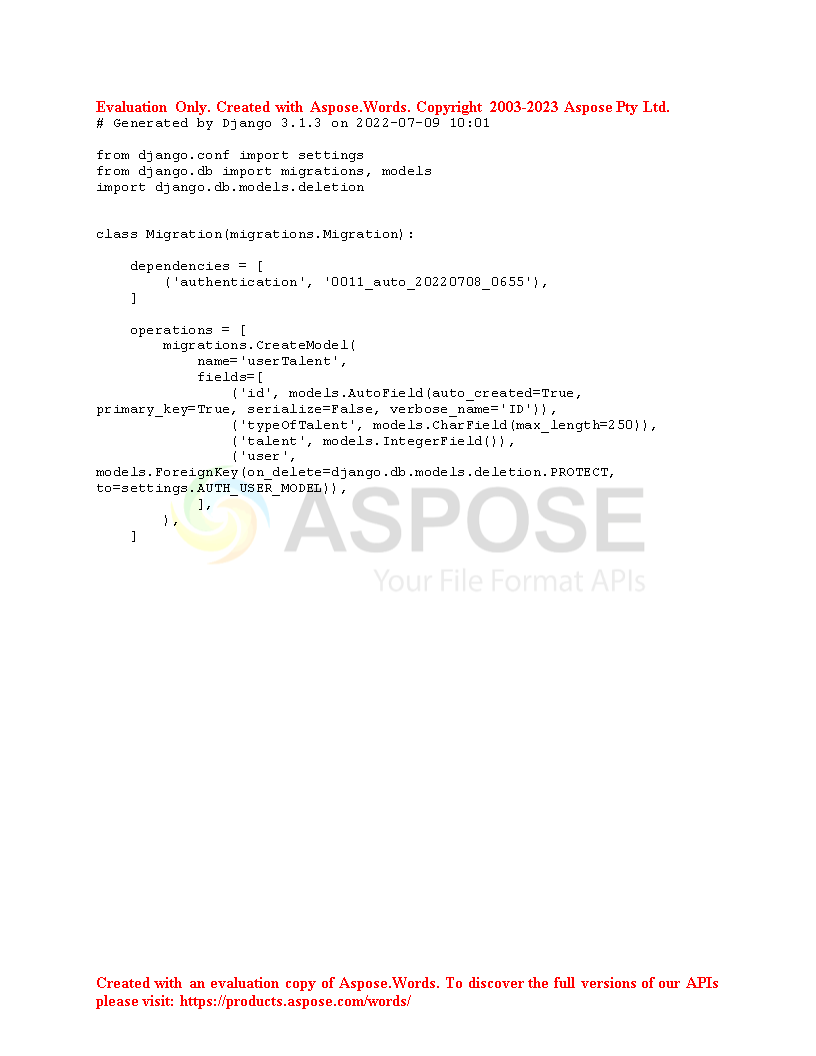 Evaluation Only. Created with Aspose.Words. Copyright 2003-2023 Aspose Pty Ltd.
# Generated by Django 3.1.3 on 2022-07-09 10:01

from django.conf import settings
from django.db import migrations, models
import django.db.models.deletion


class Migration(migrations.Migration):

    dependencies = [
        ('authentication', '0011_auto_20220708_0655'),
    ]

    operations = [
        migrations.CreateModel(
            name='userTalent',
            fields=[
                ('id', models.AutoField(auto_created=True,
primary_key=True, serialize=False, verbose_name='ID')),
                ('typeOfTalent', models.CharField(max_length=250)),
                ('talent', models.IntegerField()),
                ('user',
models.ForeignKey(on_delete=django.db.models.deletion.PROTECT,
to=settings.AUTH_USER_MODEL)),
            ],
        ),
    ]
ASPOSE
Your File Format APIs
Created with an evaluation copy of Aspose.Words. To discover the full versions of our APIs
please visit: https://products.aspose.com/words/